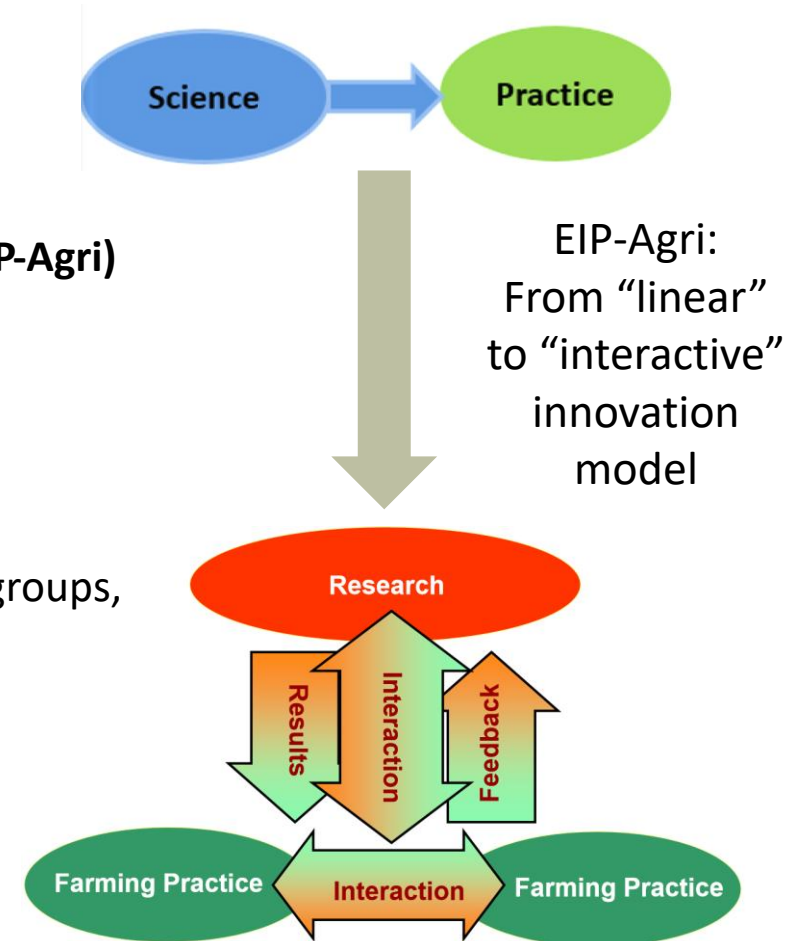 Science
Practice
P-Agri)
EIP-Agri:
From “linear”
to “interactive”
innovation
model
groups,
Research
Results
Interaction
Feedback
Farming Practice
Interaction
Farming Practice